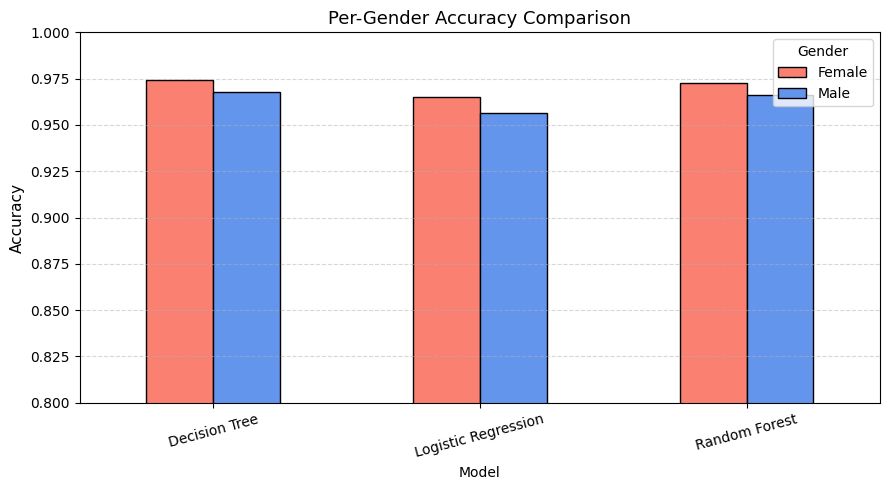 Per-Gender Accuracy Comparison
Accuracy
1.000
0.975
0.950
0.925
0.900
0.875
0.850
0.825
0.800
Gender
Female
Male
Decision Tree
Logistic Regression
Random Forest
Model